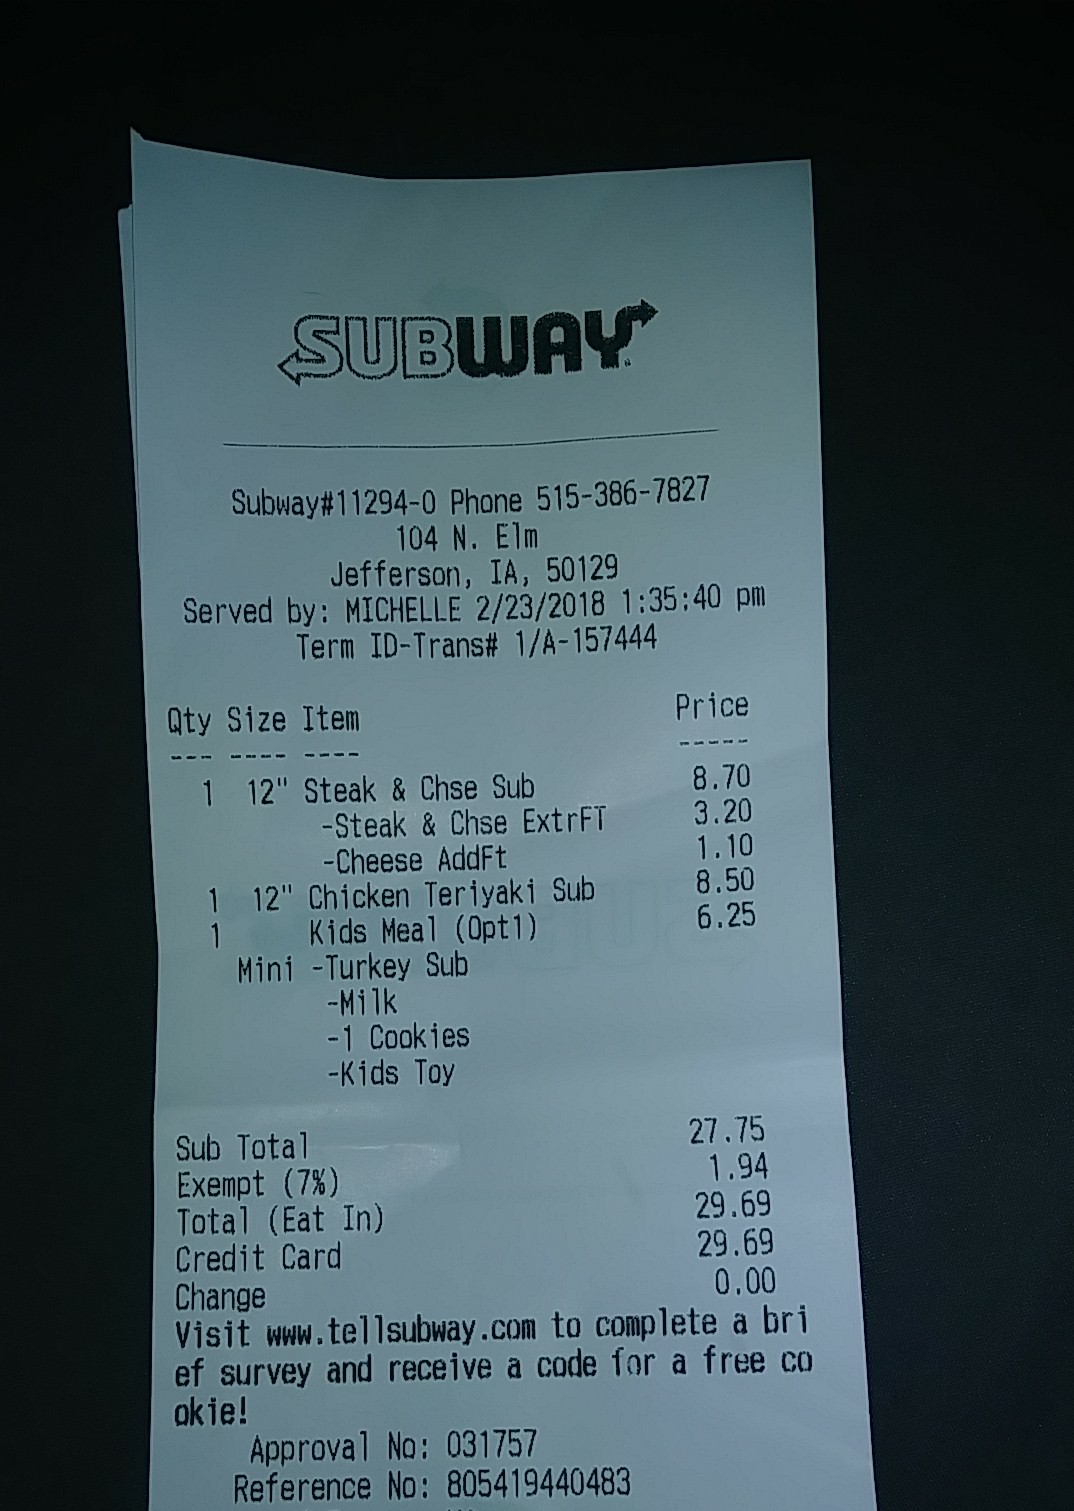 SUBWAY
Subway#11294-0 Phone 515-386-7827
104 N. Elm
Jefferson, IA, 50129
Served by: MICHELLE 2/23/2018 1:35:40 pm
Term ID-Trans# 1/A-157444
Qty Size Item Price
--- ---- ---- -----
1 12" Steak & Chse Sub 8.70
-Steak & Chse ExtrFT 3.20
-Cheese AddFt 1.10
1 12" Chicken Teriyaki Sub 8.50
1 Kids Meal (Opt1) 6.25
Mini -Turkey Sub
-Milk
-1 Cookies
-Kids Toy
Sub Total 27.75
Exempt (7%) 1.94
Total (Eat In) 29.69
Credit Card 29.69
Change 0.00
Visit www.tellsubway.com to complete a bri
ef survey and receive a code for a free co
okie!
Approval No: 031757
Reference No: 805419440483